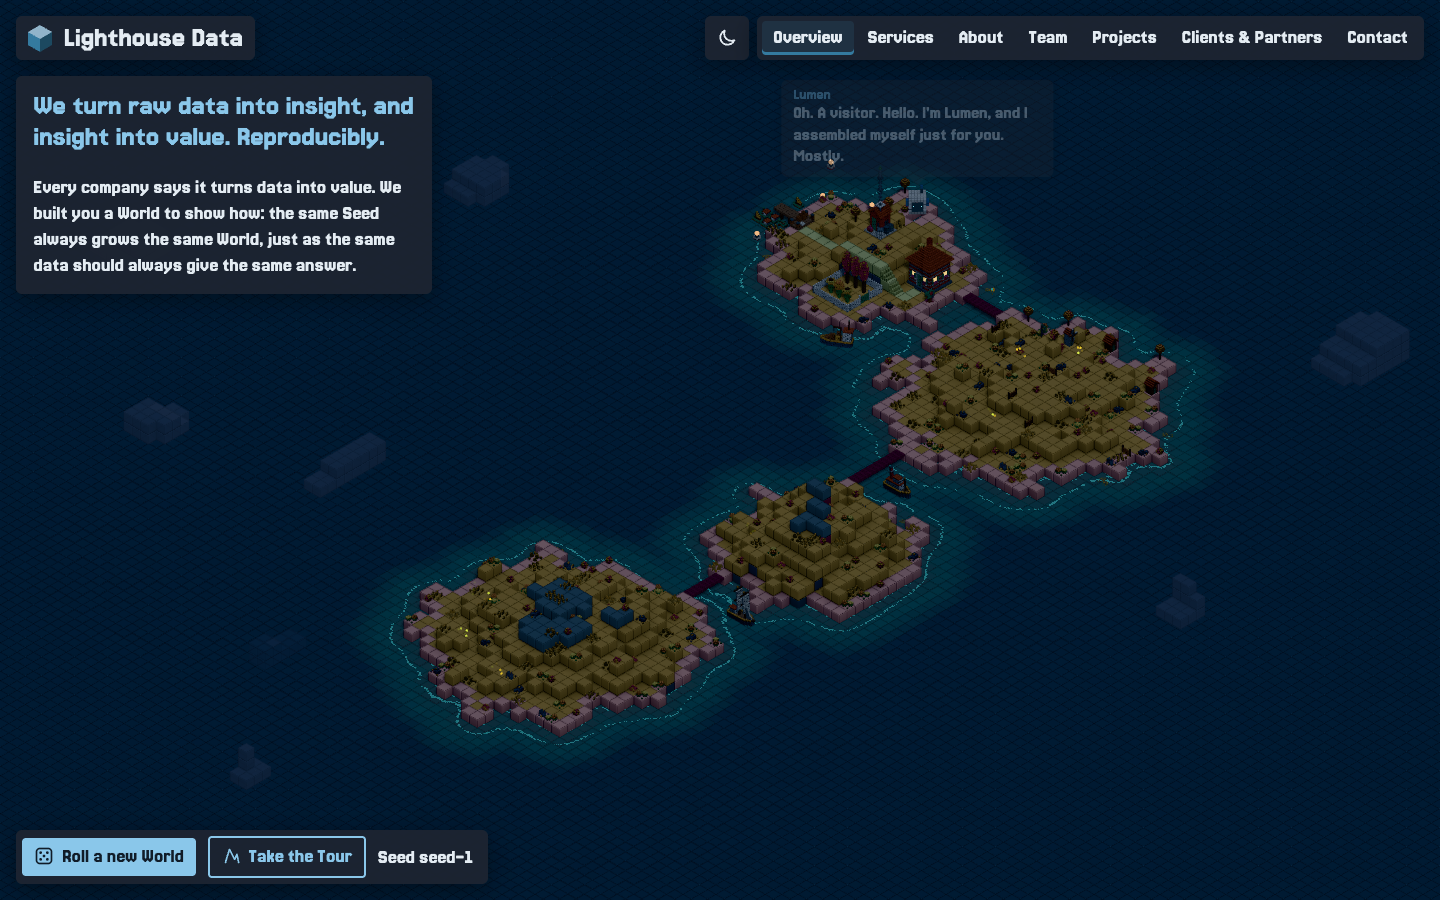 Lighthouse Data
Overview Services About Team Projects Clients & Partners Contact
We turn raw data into insight, and
insight into value. Reproducibly.
Every company says it turns data into value. We
built you a World to show how: the same Seed
always grows the same World, just as the same
data should always give the same answer.
Lumen
Oh. A visitor. Hello. I'm Lumen, and I
assembled myself just for you.
Mostly.
Roll a new World
Take the Tour
Seed seed-1